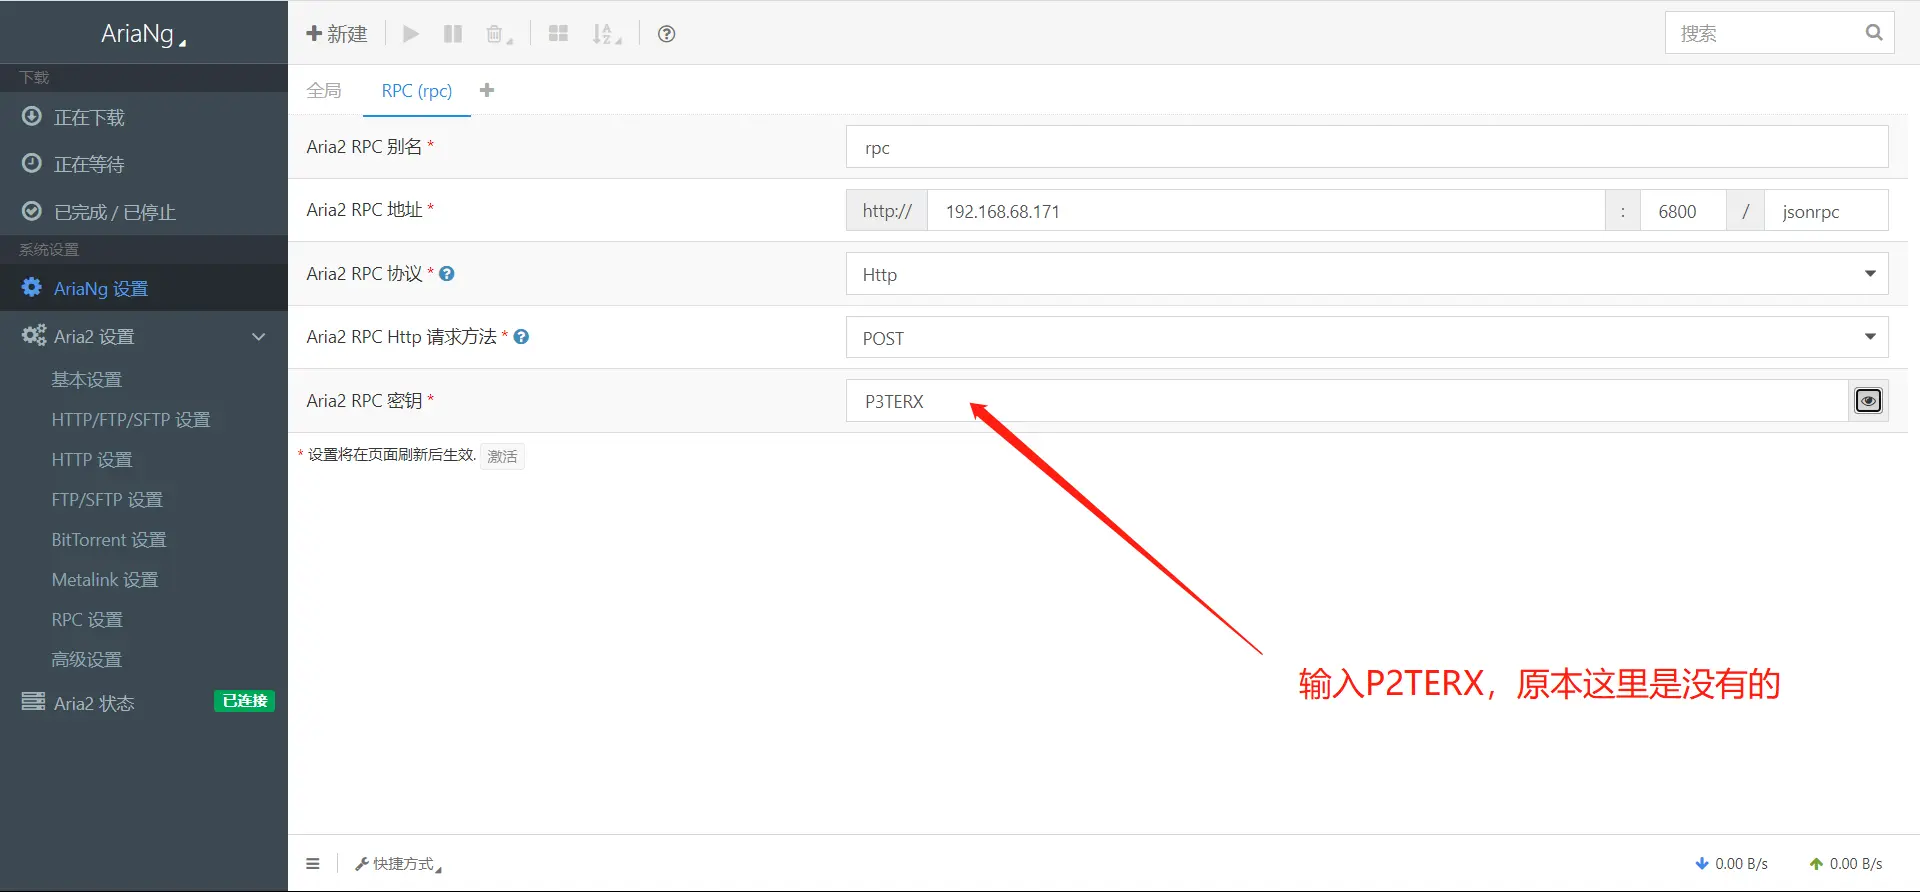 AriaNg
新建
搜索
下载
正在下载
正在等待
已完成 / 已停止
系统设置
AriaNg 设置
Aria2 设置
基本设置
HTTP/FTP/SFTP 设置
HTTP 设置
FTP/SFTP 设置
BitTorrent 设置
Metalink 设置
RPC 设置
高级设置
Aria2 状态 已连接
全局 RPC (rpc)
Aria2 RPC 别名 * rpc
Aria2 RPC 地址 * http:// 192.168.68.171 : 6800 / jsonrpc
Aria2 RPC 协议 * Http
Aria2 RPC Http 请求方法 * POST
Aria2 RPC 密钥 * P3TERX
* 设置将在页面刷新后生效. 激活
输入P2TERX，原本这里是没有的
快捷方式 0.00 B/s 0.00 B/s